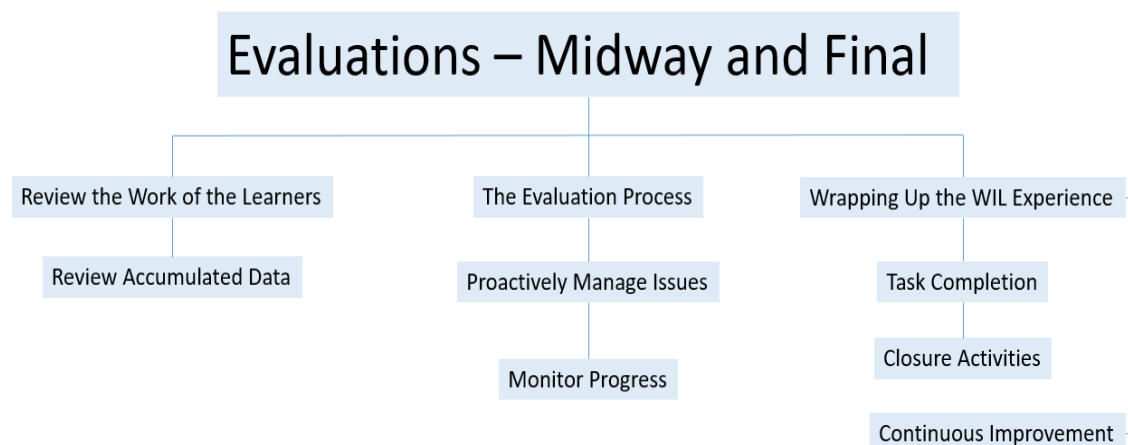 Evaluations – Midway and Final
Review the Work of the Learners
Review Accumulated Data
The Evaluation Process
Proactively Manage Issues
Monitor Progress
Wrapping Up the WIL Experience
Task Completion
Closure Activities
Continuous Improvement